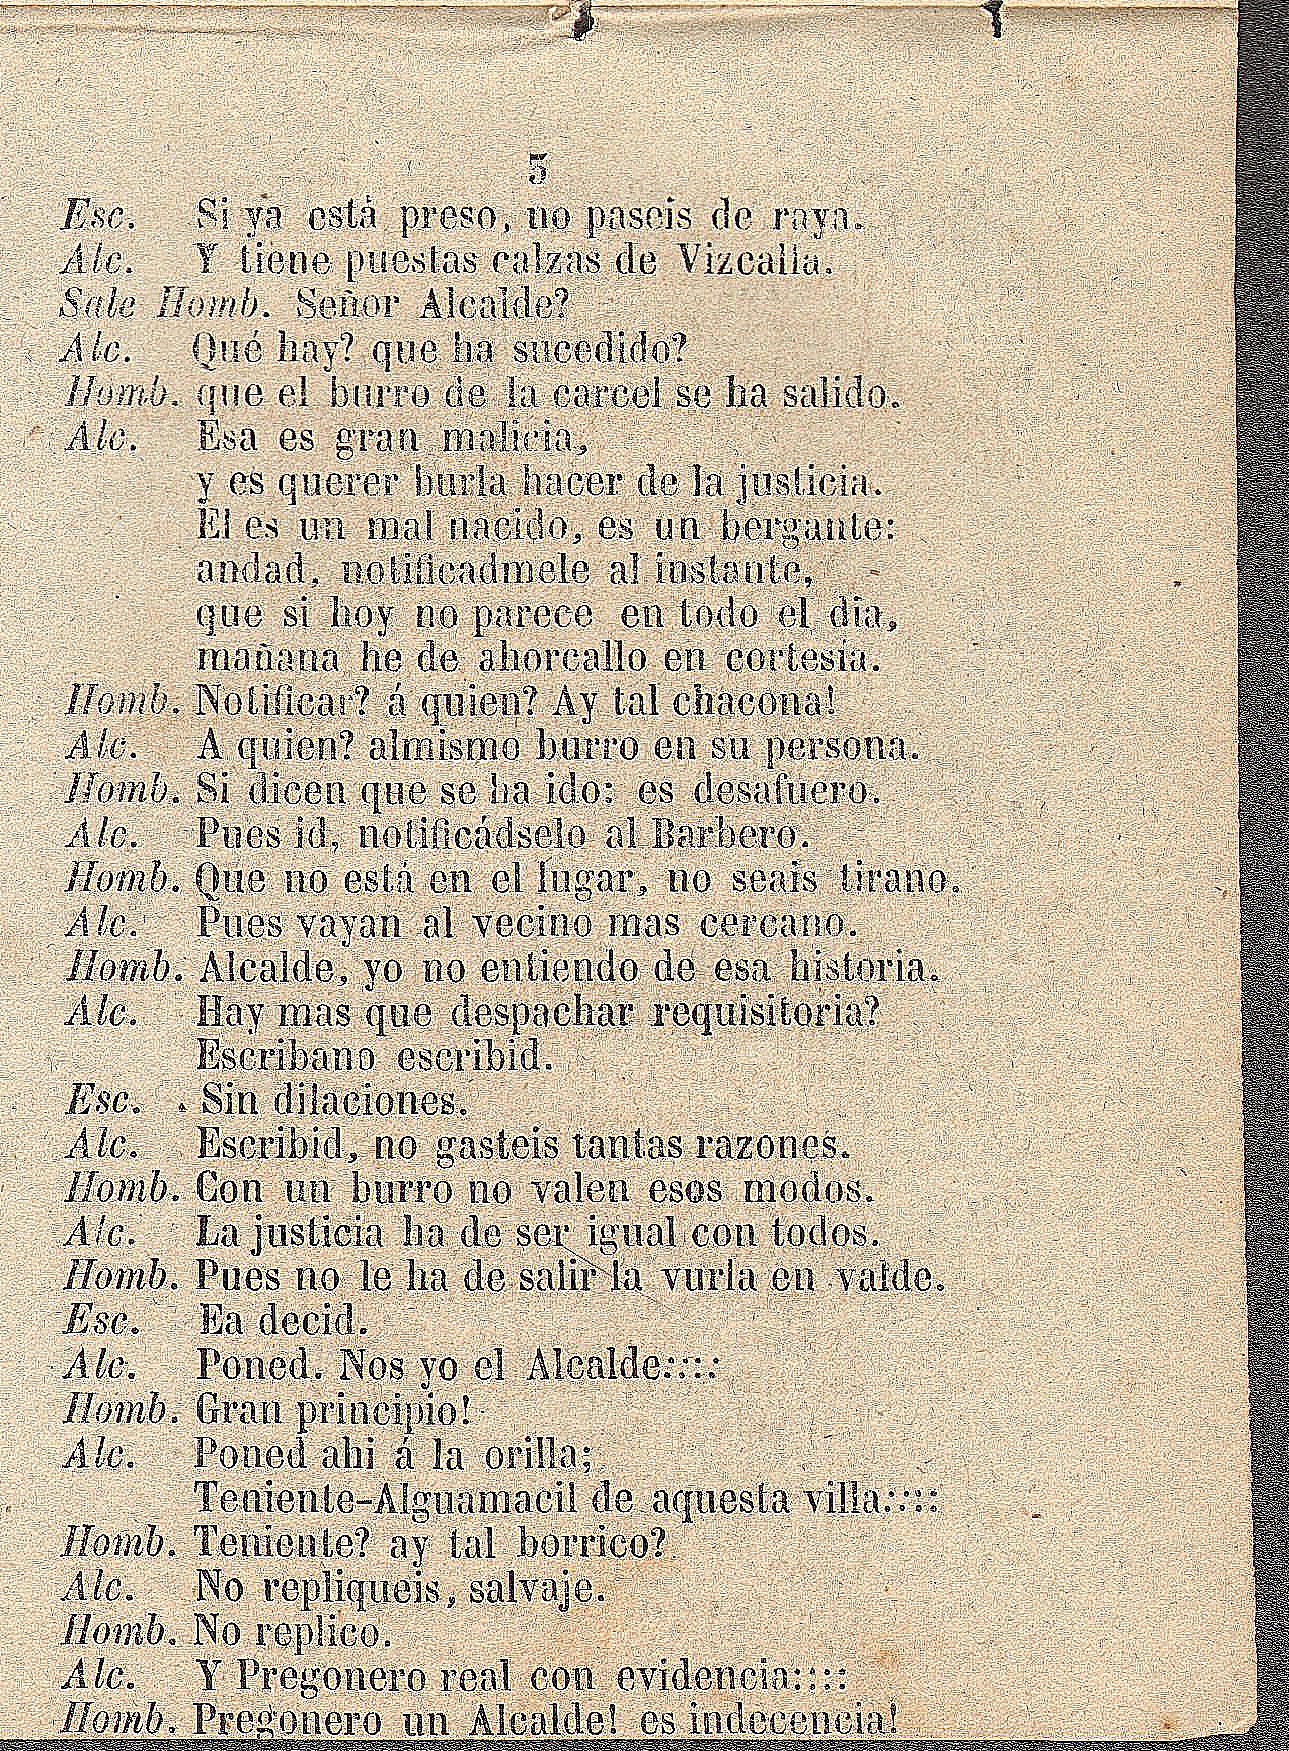 5
Esc. Si ya está preso, no paseis de raya.
Alc. Y tiene puestas calzas de Vizcalla.
Sale Homb. Señor Alcalde?
Alc. Qué hay? que ha sucedido?
Homb. que el burro de la carcel se ha salido.
Alc. Esa es gran malicia,
y es querer burla hacer de la justicia.
El es un mal nacido, es un bergante:
andad, notificadmele al instante,
que si hoy no parece en todo el dia,
mañana he de ahorcallo en cortesía.
Homb. Notificar? á quien? Ay tal chacona!
Alc. A quien? almismo burro en su persona.
Homb. Si dicen que se ha ido: es desafuero.
Alc. Pues id, notificádselo al Barbero.
Homb. Que no está en el lugar, no seais tirano.
Alc. Pues vayan al vecino mas cercano.
Homb. Alcalde, yo no entiendo de esa historia.
Alc. Hay mas que despachar requisitoria?
Escribano escribid.
Esc. Sin dilaciones.
Alc. Escribid, no gasteis tantas razones.
Homb. Con un burro no valen esos modos.
Alc. La justicia ha de ser igual con todos.
Homb. Pues no le ha de salir la vurla en valde.
Esc. Ea decid.
Alc. Poned. Nos yo el Alcalde::::
Homb. Gran principio!
Alc. Poned ahi á la orilla;
Teniente-Alguamacil de aquesta villa::::
Homb. Teniente? ay tal borrico?
Alc. No repliqueis, salvaje.
Homb. No replico.
Alc. Y Pregonero real con evidencia::::
Homb. Pregonero un Alcalde! es indecencia!